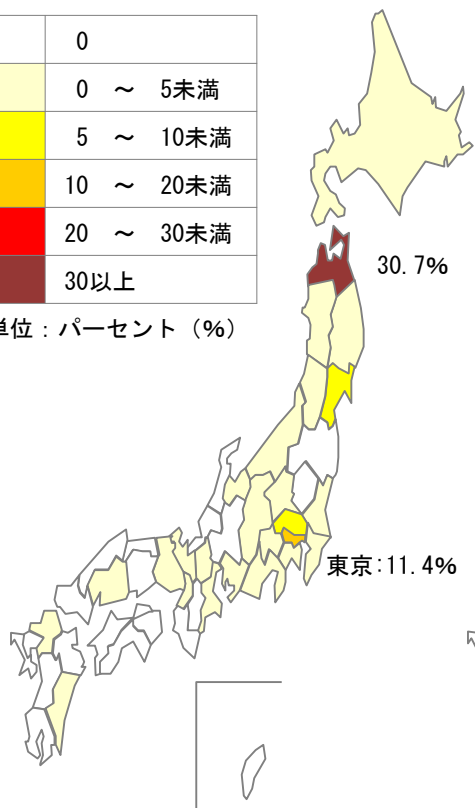 0
0 ～ 5未満
5 ～ 10未満
10 ～ 20未満
20 ～ 30未満
30以上
単位：パーセント（%）
30.7%
東京:11.4%